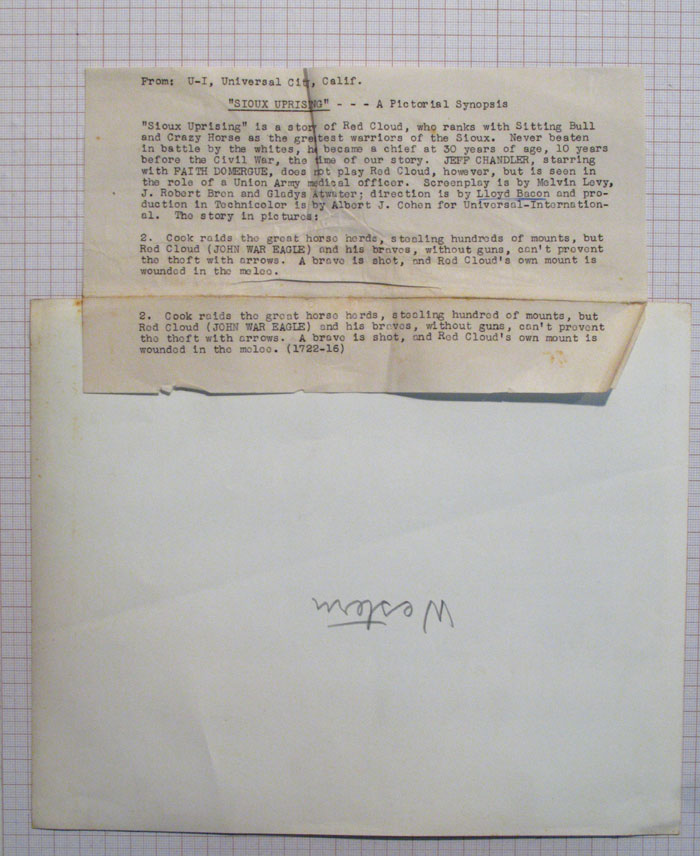 From: U-I, Universal City, Calif.
"SIOUX UPRISING" - - - A Pictorial Synopsis
"Sioux Uprising" is a story of Red Cloud, who ranks with Sitting Bull
and Crazy Horse as the greatest warriors of the Sioux. Never beaten
in battle by the whites, he became a chief at 30 years of age, 10 years
before the Civil War, the time of our story. JEFF CHANDLER, starring
with FAITH DOMERGUE, does not play Red Cloud, however, but is seen in
the role of a Union Army medical officer. Screenplay is by Melvin Levy,
J. Robert Bren and Gladys Atwater; direction is by Lloyd Bacon and pro-
duction in Technicolor is by Albert J. Cohen for Universal-Internation-
al. The story in pictures:
2. Cook raids the great horse herds, stealing hundreds of mounts, but
Red Cloud (JOHN WAR EAGLE) and his braves, without guns, can't prevent
the theft with arrows. A brave is shot, and Red Cloud's own mount is
wounded in the melee.
2. Cook raids the great horse herds, stealing hundred of mounts, but
Red Cloud (JOHN WAR EAGLE) and his braves, without guns, can't prevent
the theft with arrows. A brave is shot, and Red Cloud's own mount is
wounded in the melee. (1722-16)
Western